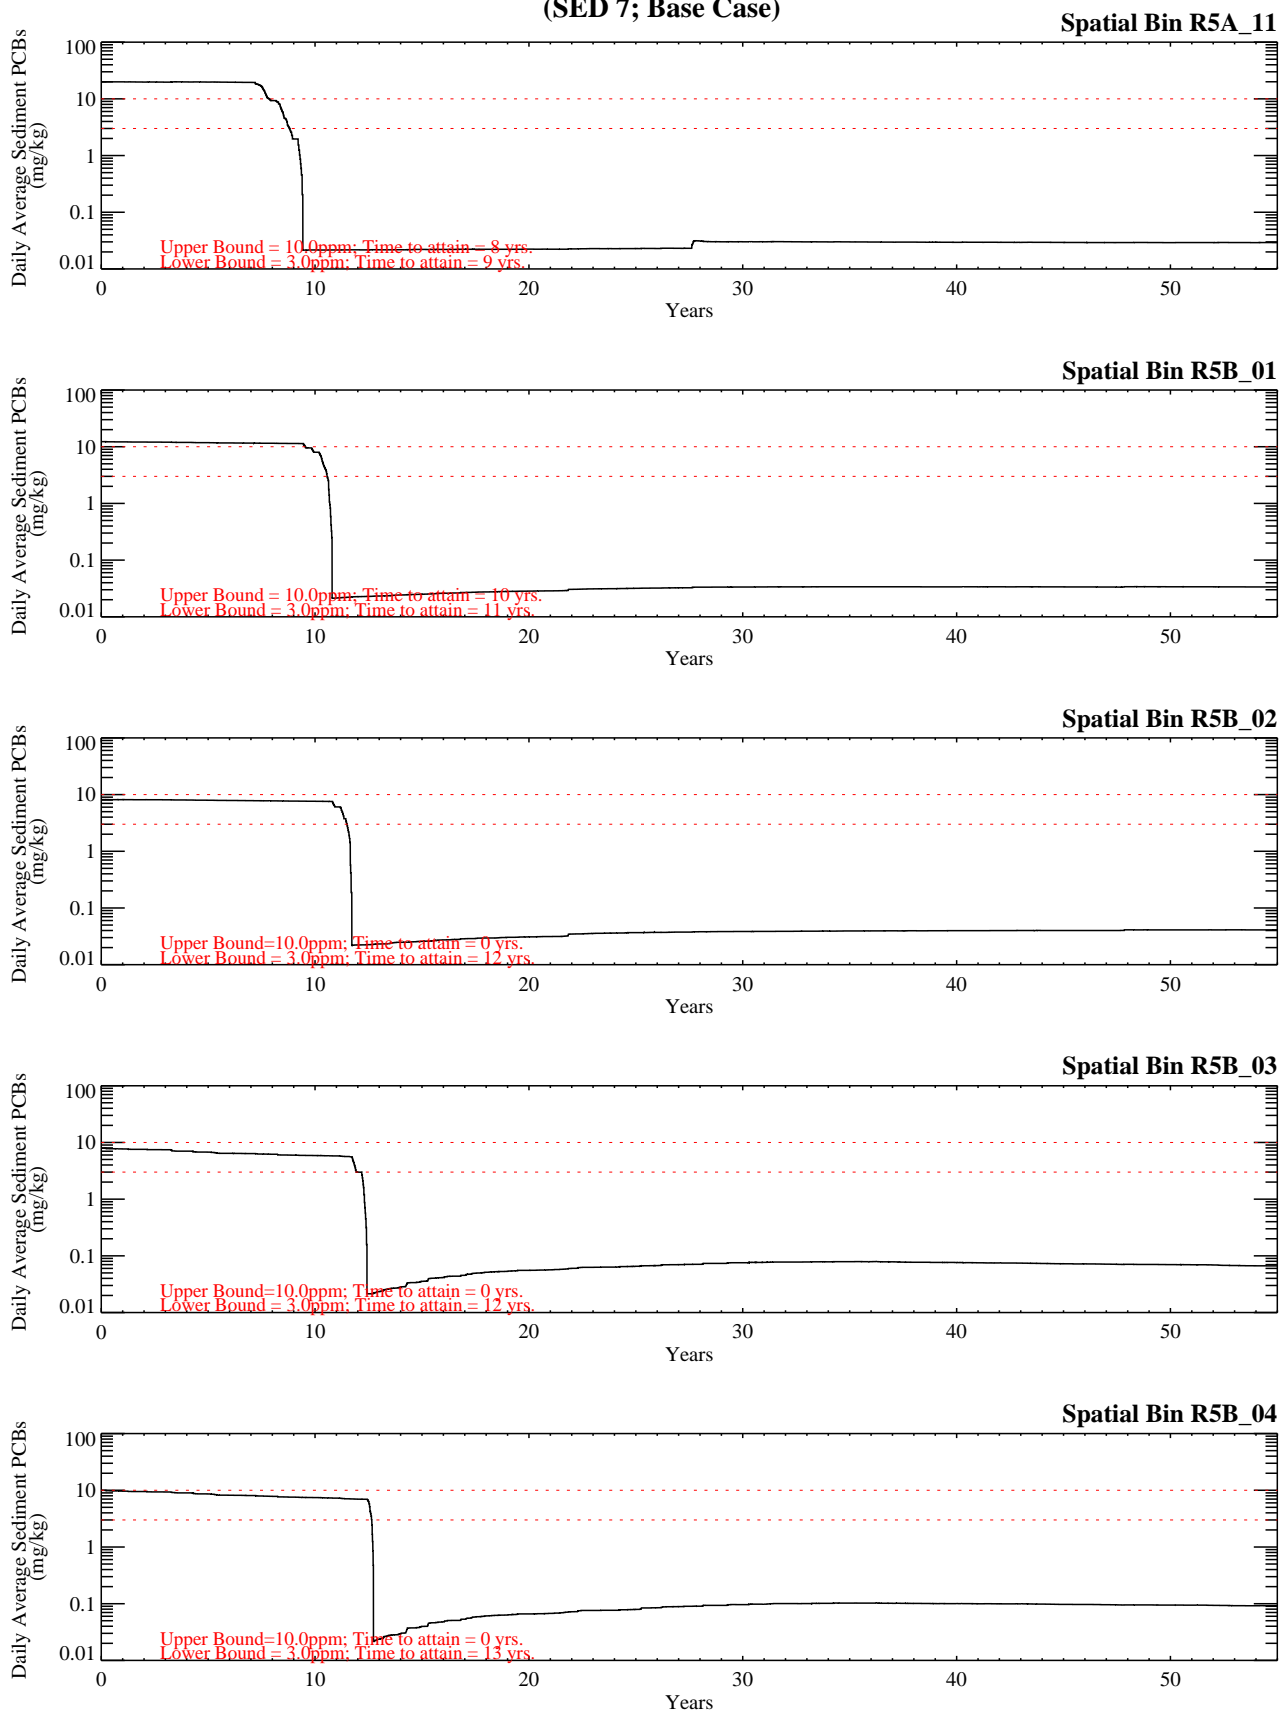 (SED 7; Base Case)
Spatial Bin R5A_11
Daily Average Sediment PCBs
(mg/kg)
100
10
1
0.1
0.01
Upper Bound = 10.0ppm; Time to attain = 8 yrs.
Lower Bound = 3.0ppm; Time to attain = 9 yrs.
0 10 20 30 40 50
Years
Spatial Bin R5B_01
Daily Average Sediment PCBs
(mg/kg)
100
10
1
0.1
0.01
Upper Bound = 10.0ppm; Time to attain = 10 yrs.
Lower Bound = 3.0ppm; Time to attain = 11 yrs.
0 10 20 30 40 50
Years
Spatial Bin R5B_02
Daily Average Sediment PCBs
(mg/kg)
100
10
1
0.1
0.01
Upper Bound=10.0ppm; Time to attain = 0 yrs.
Lower Bound = 3.0ppm; Time to attain = 12 yrs.
0 10 20 30 40 50
Years
Spatial Bin R5B_03
Daily Average Sediment PCBs
(mg/kg)
100
10
1
0.1
0.01
Upper Bound=10.0ppm; Time to attain = 0 yrs.
Lower Bound = 3.0ppm; Time to attain = 12 yrs.
0 10 20 30 40 50
Years
Spatial Bin R5B_04
Daily Average Sediment PCBs
(mg/kg)
100
10
1
0.1
0.01
Upper Bound=10.0ppm; Time to attain = 0 yrs.
Lower Bound = 3.0ppm; Time to attain = 13 yrs.
0 10 20 30 40 50
Years